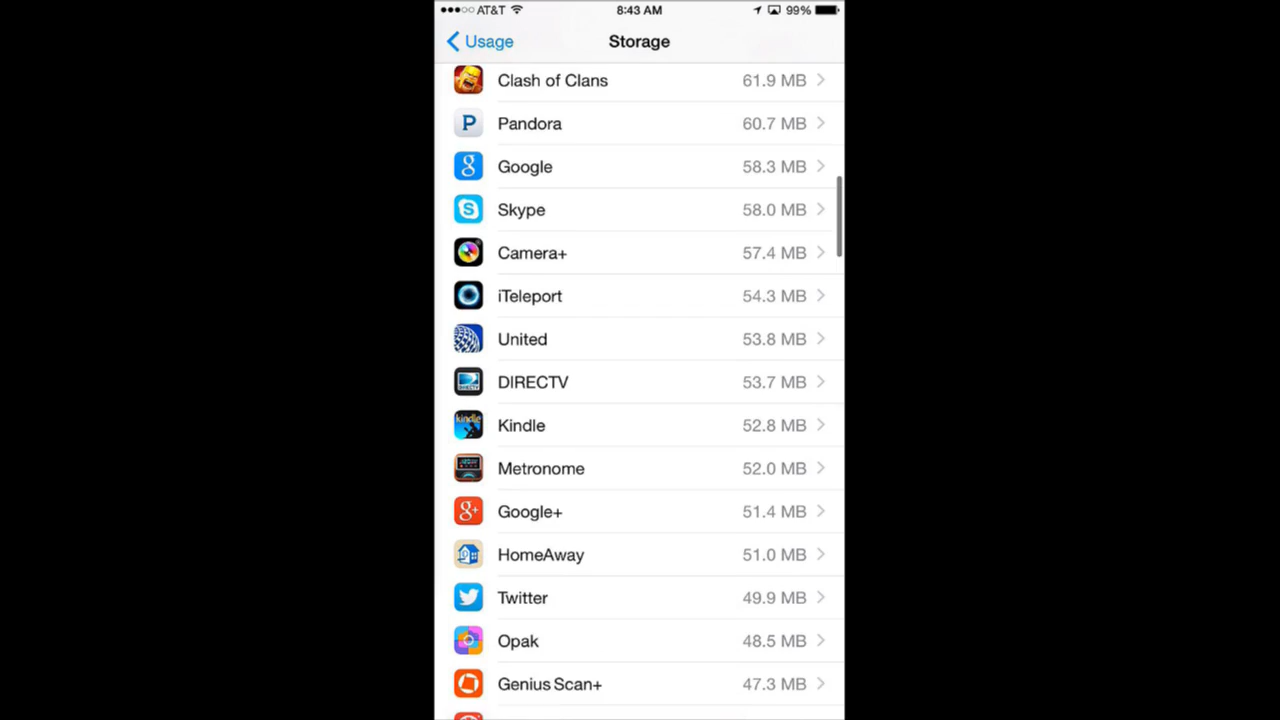 AT&T 8:43 AM 99%
Usage Storage
Clash of Clans 61.9 MB
P Pandora 60.7 MB
g Google 58.3 MB
S Skype 58.0 MB
Camera+ 57.4 MB
iTeleport 54.3 MB
United 53.8 MB
DIRECTV DIRECTV 53.7 MB
kindle Kindle 52.8 MB
Metronome 52.0 MB
g+ Google+ 51.4 MB
HomeAway 51.0 MB
Twitter 49.9 MB
Opak 48.5 MB
Genius Scan+ 47.3 MB